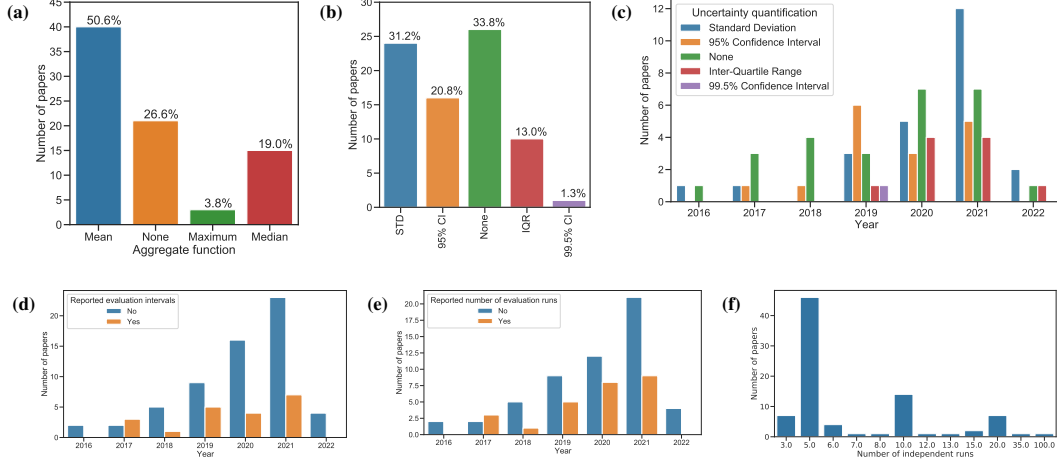 (a)
45
40
35
30
25
20
15
10
5
0
Number of papers
50.6%
26.6%
3.8%
19.0%
Mean None Maximum Median
Aggregate function
(b)
30
25
20
15
10
5
0
Number of papers
31.2%
20.8%
33.8%
13.0%
1.3%
STD
95% CI
None
IQR
99.5% CI
(c)
12
10
8
6
4
2
0
Number of papers
Uncertainty quantification
Standard Deviation
95% Confidence Interval
None
Inter-Quartile Range
99.5% Confidence Interval
2016 2017 2018 2019 2020 2021 2022
Year
(d)
20
15
10
5
0
Number of papers
Reported evaluation intervals
No
Yes
2016 2017 2018 2019 2020 2021 2022
Year
(e)
20.0
17.5
15.0
12.5
10.0
7.5
5.0
2.5
0.0
Number of papers
Reported number of evaluation runs
No
Yes
2016 2017 2018 2019 2020 2021 2022
Year
(f)
40
30
20
10
0
Number of papers
3.0 5.0 6.0 7.0 8.0 10.0 12.0 13.0 15.0 20.0 35.0 100.0
Number of independent runs